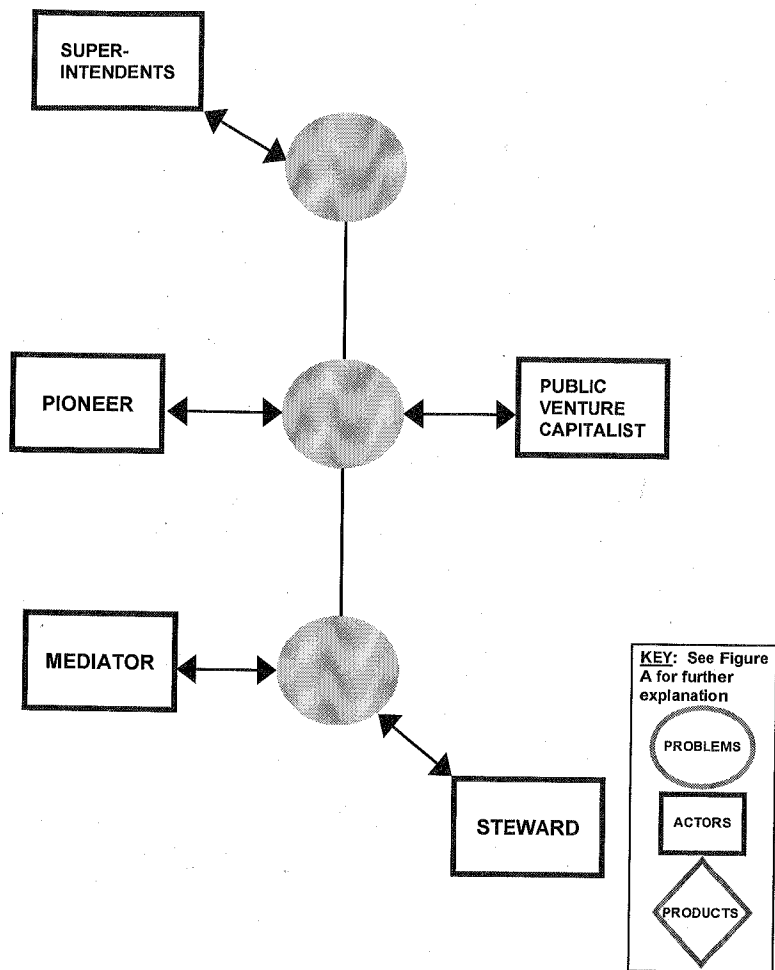 SUPER-
INTENDENTS
PIONEER
PUBLIC
VENTURE
CAPITALIST
MEDIATOR
STEWARD
KEY: See Figure
A for further
explanation
PROBLEMS
ACTORS
PRODUCTS